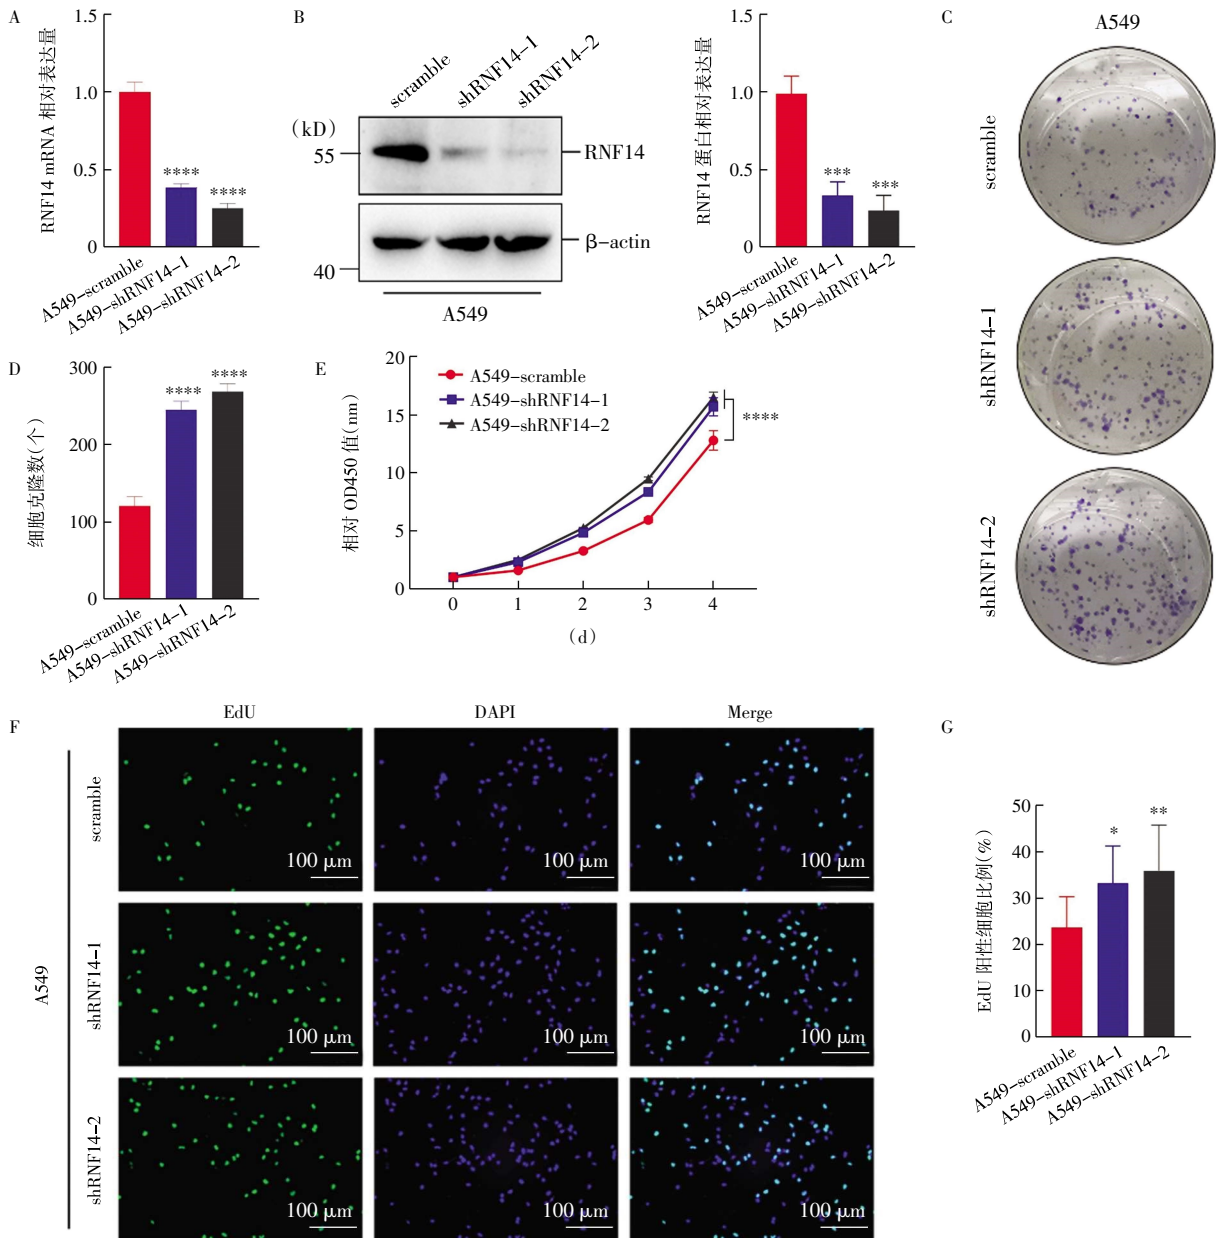 A
RNF14 mRNA 相对表达量
1.5
1.0
0.5
0
****
****
A549-scramble
A549-shRNF14-1
A549-shRNF14-2
B
scramble
shRNF14-1
shRNF14-2
(kD)
55
RNF14
β-actin
40
A549
RNF14 蛋白相对表达量
1.5
1.0
0.5
0
***
***
A549-scramble
A549-shRNF14-1
A549-shRNF14-2
C
A549
scramble
shRNF14-1
shRNF14-2
D
细胞克隆数(个)
300
200
100
0
****
****
A549-scramble
A549-shRNF14-1
A549-shRNF14-2
E
相对 OD450 值(nm)
20
15
10
5
0
A549-scramble
A549-shRNF14-1
A549-shRNF14-2
****
0 1 2 3 4
(d)
F
EdU DAPI Merge
A549
scramble
100 μm 100 μm 100 μm
shRNF14-1
100 μm 100 μm 100 μm
shRNF14-2
100 μm 100 μm 100 μm
G
EdU 阳性细胞比例(%)
50
40
30
20
10
0
*
**
A549-scramble
A549-shRNF14-1
A549-shRNF14-2